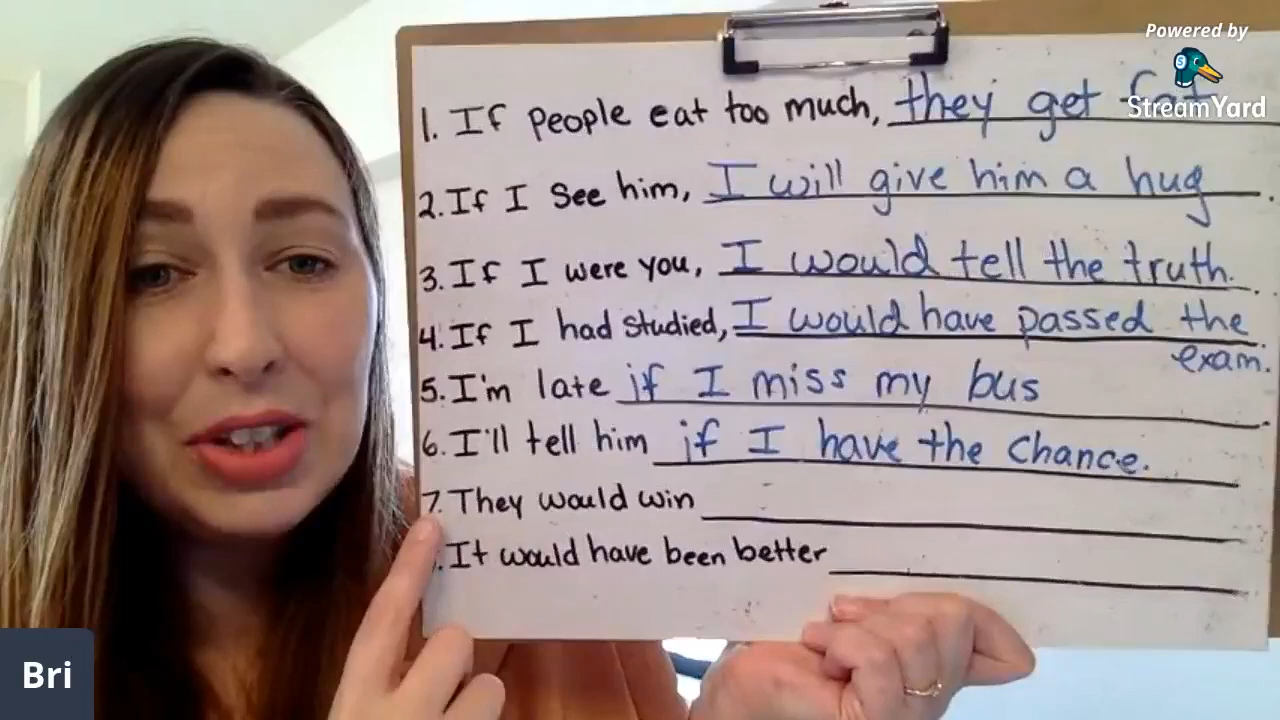 Powered by
StreamYard
1. If people eat too much, they get fat
2. If I see him, I will give him a hug.
3. If I were you, I would tell the truth.
4. If I had studied, I would have passed the
exam.
5. I'm late if I miss my bus.
6. I'll tell him if I have the chance.
7. They would win
. It would have been better
Bri